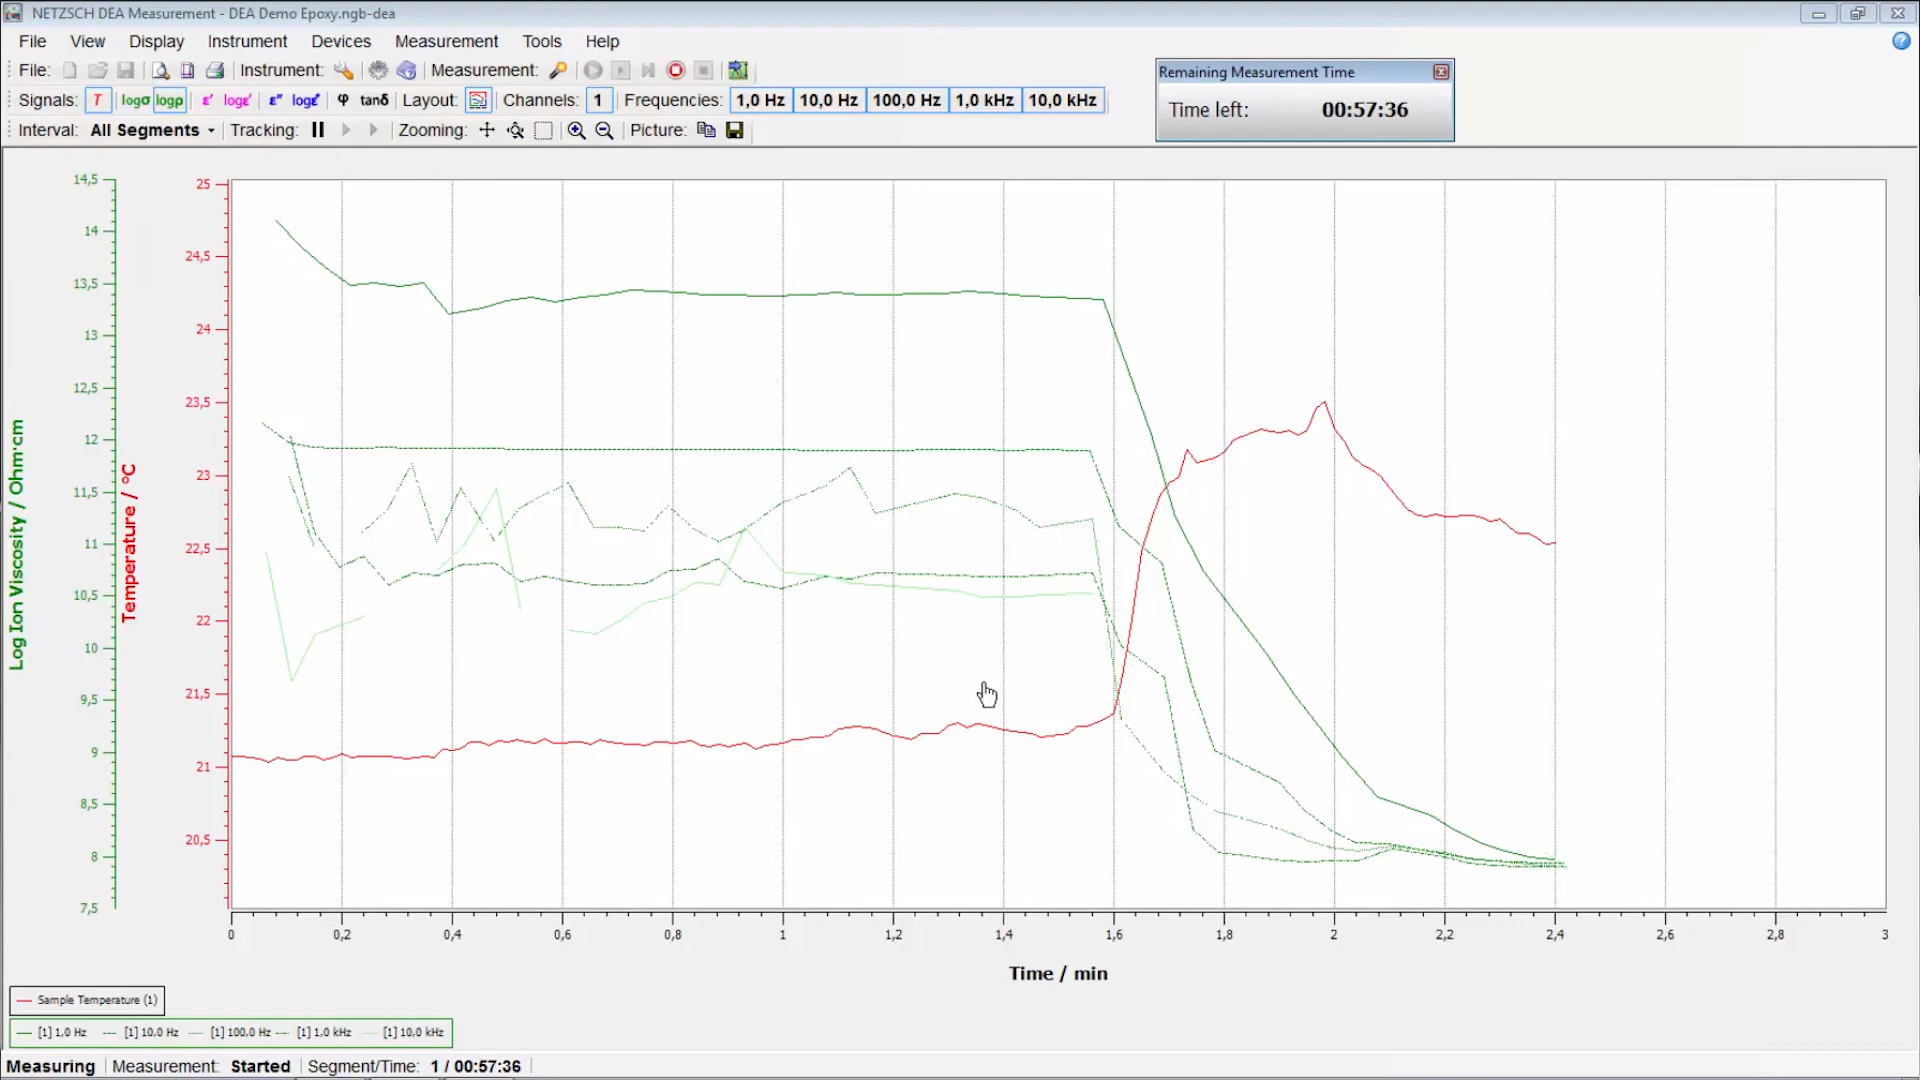 NETZSCH DEA Measurement - DEA Demo Epoxy.ngb-dea
File View Display Instrument Devices Measurement Tools Help
File: Instrument: Measurement:
Signals: T logσ logρ ε' logε' ε" logε" φ tanδ Layout: Channels: 1 Frequencies: 1,0 Hz 10,0 Hz 100,0 Hz 1,0 kHz 10,0 kHz
Interval: All Segments Tracking: Zooming: Picture:
Remaining Measurement Time
Time left: 00:57:36
Log Ion Viscosity / Ohm·cm
14,5
14
13,5
13
12,5
12
11,5
11
10,5
10
9,5
9
8,5
8
7,5
Temperature / °C
25
24,5
24
23,5
23
22,5
22
21,5
21
20,5
0 0,2 0,4 0,6 0,8 1 1,2 1,4 1,6 1,8 2 2,2 2,4 2,6 2,8 3
Time / min
Sample Temperature (1)
[1] 1,0 Hz [1] 10,0 Hz [1] 100,0 Hz [1] 1,0 kHz [1] 10,0 kHz
Measuring Measurement: Started Segment/Time: 1 / 00:57:36